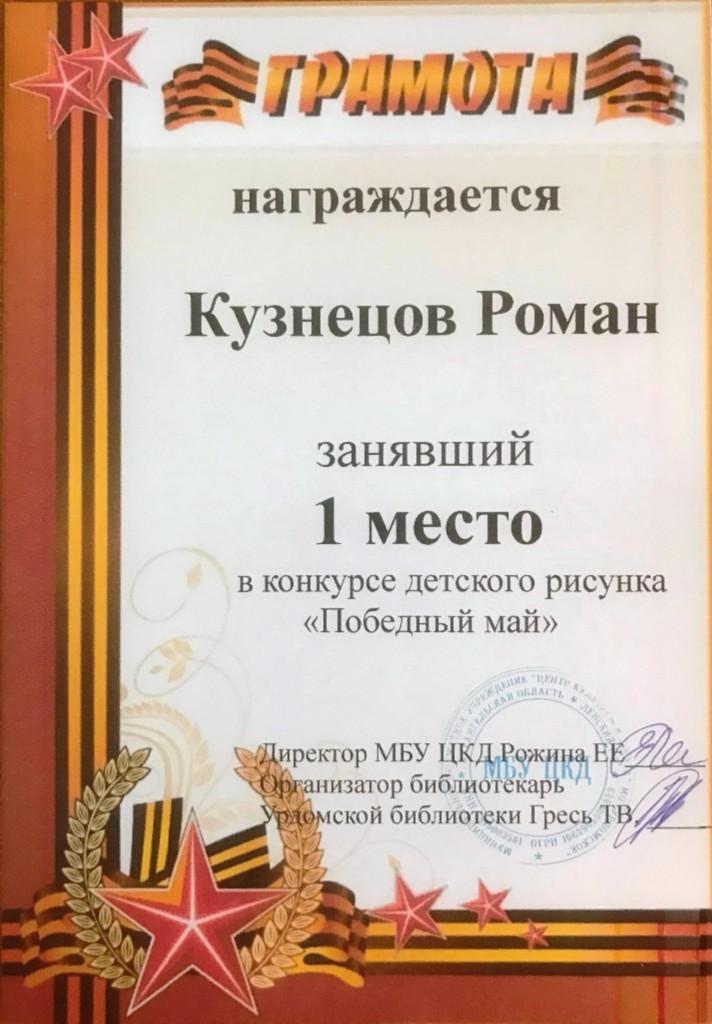 ГРАМОТА
награждается
Кузнецов Роман
занявший
1 место
в конкурсе детского рисунка
«Победный май»
Директор МБУ ЦКД Рожина ЕЕ
Организатор библиотекарь
Урдомской библиотеки Гресь ТВ.
МБУ ЦКД